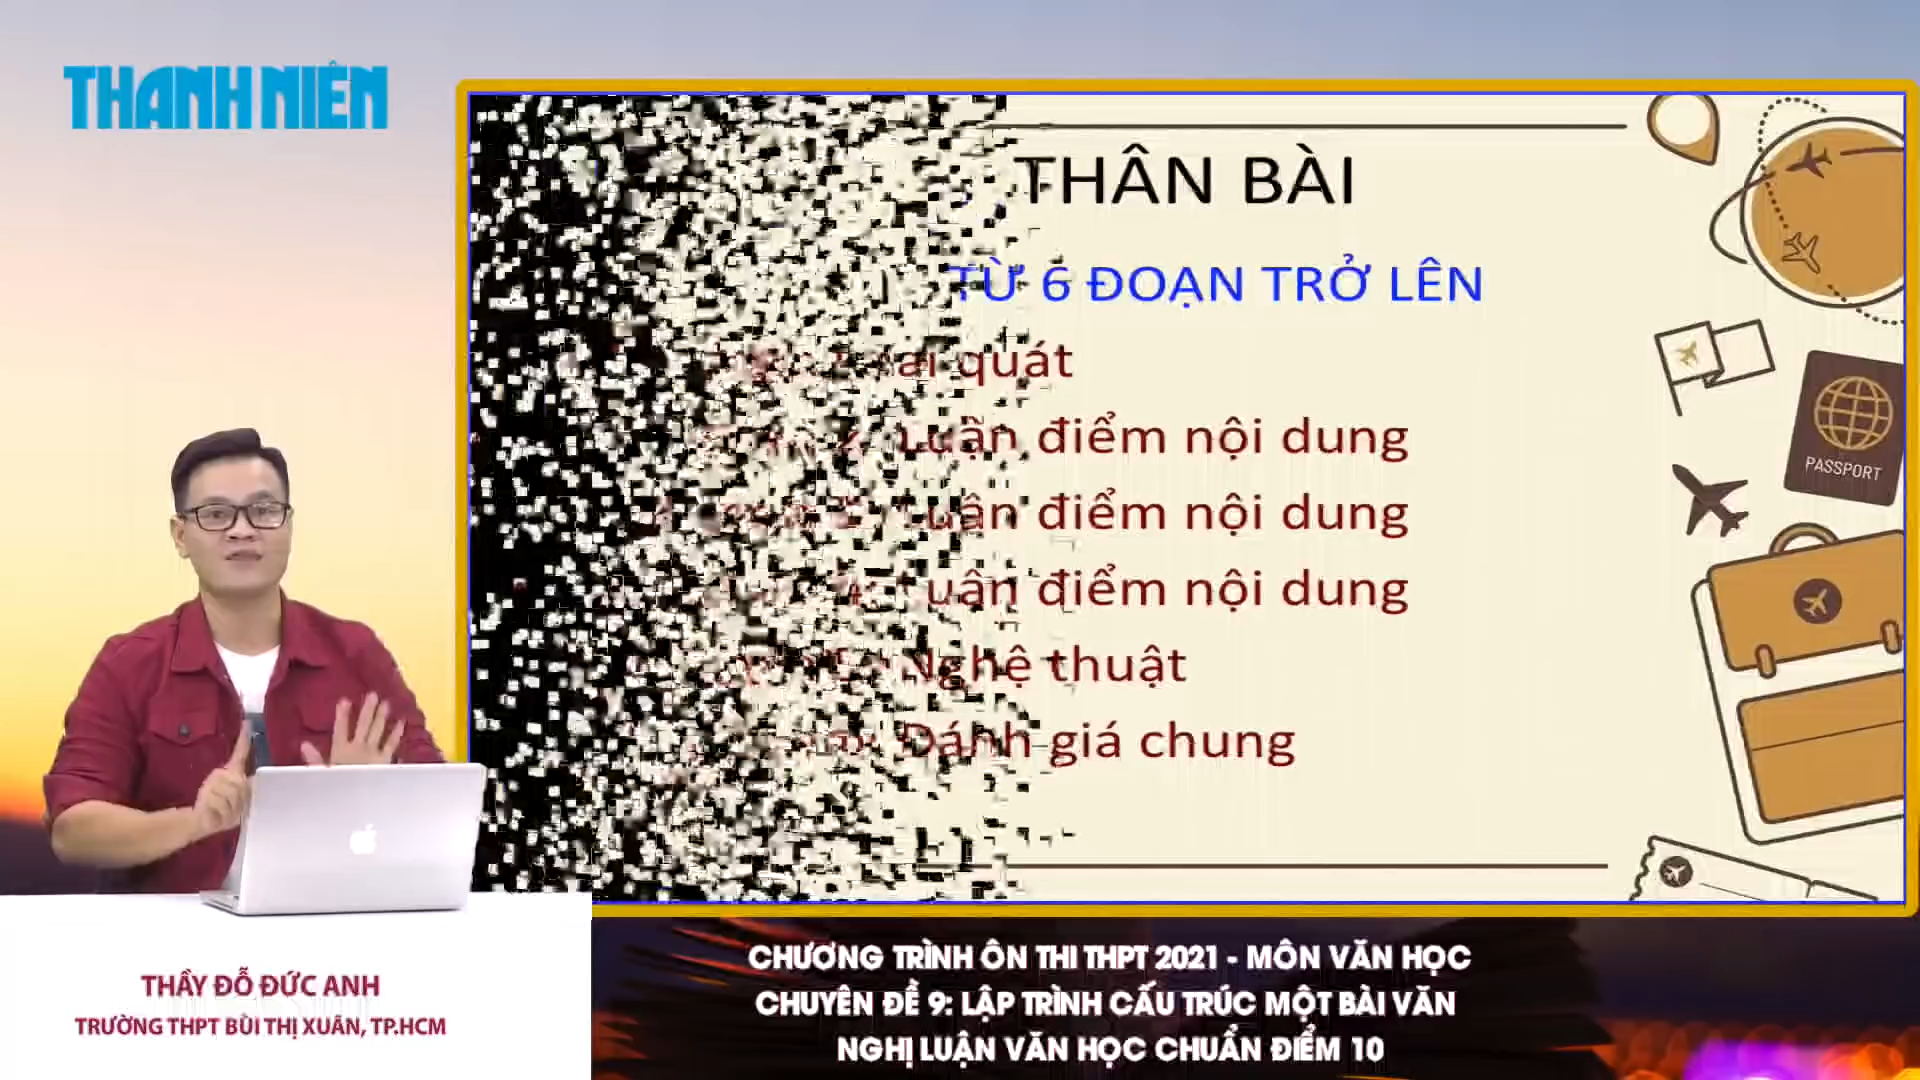 THANH NIÊN
THÂN BÀI
TỪ 6 ĐOẠN TRỞ LÊN
quát
Luận điểm nội dung
luận điểm nội dung
luận điểm nội dung
Nghệ thuật
Đánh giá chung
PASSPORT
THẦY ĐỖ ĐỨC ANH
TRƯỜNG THPT BÙI THỊ XUÂN, TP.HCM
CHƯƠNG TRÌNH ÔN THI THPT 2021 - MÔN VĂN HỌC
CHUYÊN ĐỀ 9: LẬP TRÌNH CẤU TRÚC MỘT BÀI VĂN
NGHỊ LUẬN VĂN HỌC CHUẨN ĐIỂM 10